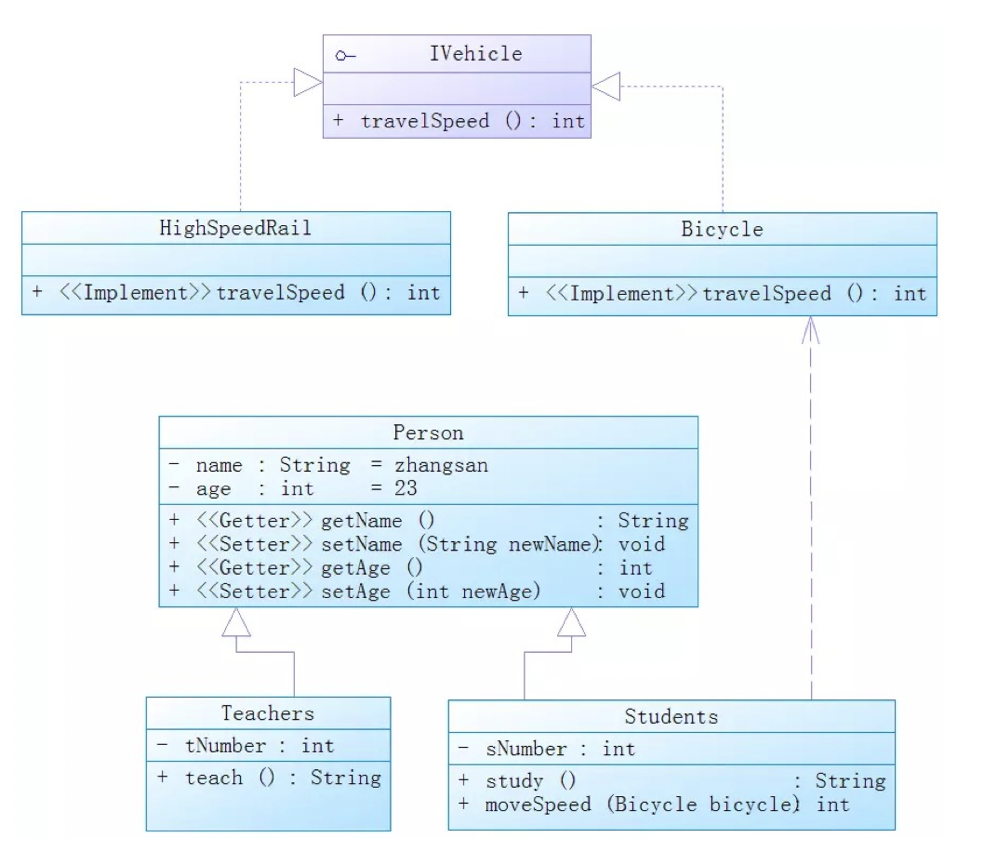 IVehicle
+ travelSpeed () : int
HighSpeedRail
+ <<Implement>> travelSpeed () : int
Bicycle
+ <<Implement>> travelSpeed () : int
Person
- name : String = zhangsan
- age : int = 23
+ <<Getter>> getName () : String
+ <<Setter>> setName (String newName) : void
+ <<Getter>> getAge () : int
+ <<Setter>> setAge (int newAge) : void
Teachers
- tNumber : int
+ teach () : String
Students
- sNumber : int
+ study () : String
+ moveSpeed (Bicycle bicycle) int